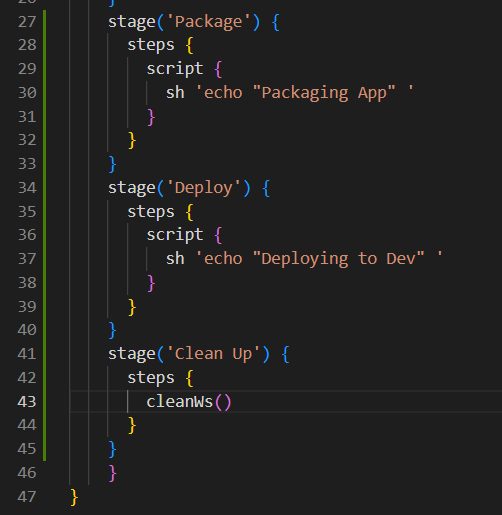 27 stage('Package') {
28 steps {
29 script {
30 sh 'echo "Packaging App" '
31 }
32 }
33 }
34 stage('Deploy') {
35 steps {
36 script {
37 sh 'echo "Deploying to Dev" '
38 }
39 }
40 }
41 stage('Clean Up') {
42 steps {
43 cleanWs()
44 }
45 }
46 }
47 }